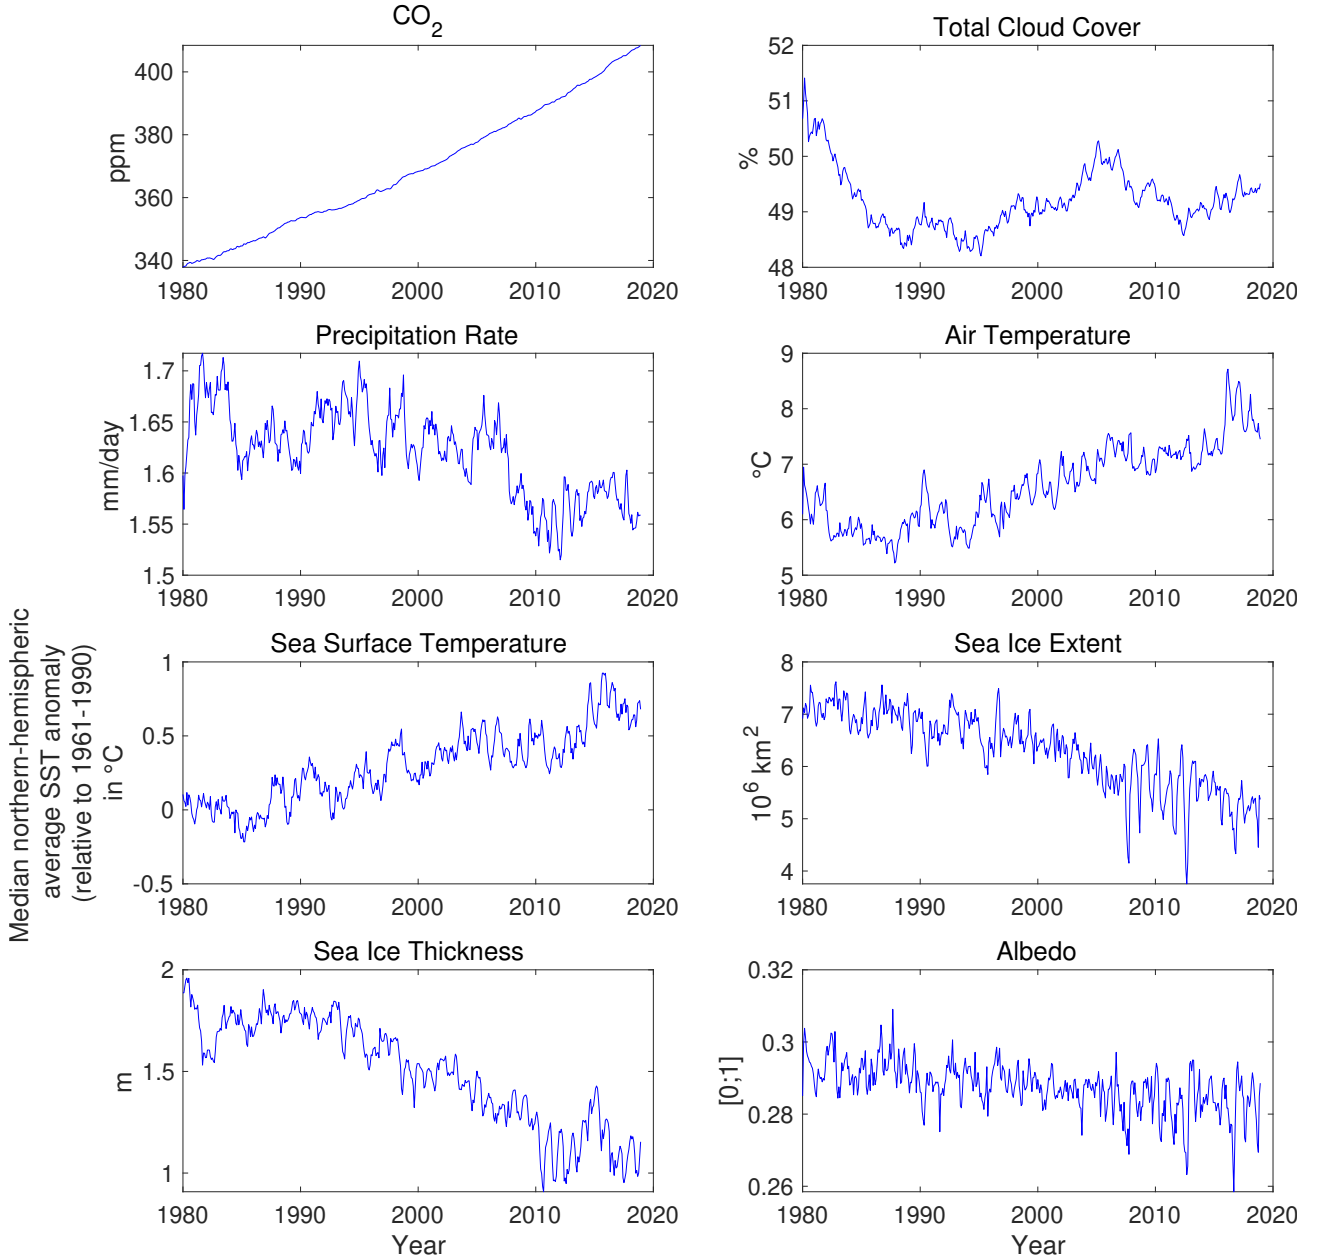 CO2
ppm
400
380
360
340
1980 1990 2000 2010 2020
Total Cloud Cover
%
52
51
50
49
48
1980 1990 2000 2010 2020
Precipitation Rate
mm/day
1.7
1.65
1.6
1.55
1.5
1980 1990 2000 2010 2020
Air Temperature
°C
9
8
7
6
5
1980 1990 2000 2010 2020
Sea Surface Temperature
Median northern-hemispheric
average SST anomaly
(relative to 1961-1990)
in °C
1
0.5
0
-0.5
1980 1990 2000 2010 2020
Sea Ice Extent
10^6 km^2
8
7
6
5
4
1980 1990 2000 2010 2020
Sea Ice Thickness
m
2
1.5
1
1980 1990 2000 2010 2020
Year
Albedo
[0;1]
0.32
0.3
0.28
0.26
1980 1990 2000 2010 2020
Year